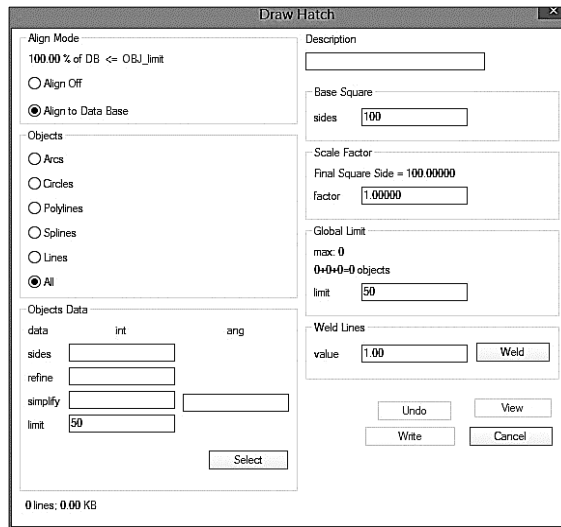 Draw Hatch
Align Mode
100.00 % of DB <= OBJ_limit
Align Off
Align to Data Base
Objects
Arcs
Circles
Polylines
Splines
Lines
All
Objects Data
data int ang
sides
refine
simplify
limit 50
Select
0 lines; 0.00 KB
Description
Base Square
sides 100
Scale Factor
Final Square Side = 100.00000
factor 1.00000
Global Limit
max: 0
0+0+0=0 objects
limit 50
Weld Lines
value 1.00 Weld
Undo View
Write Cancel